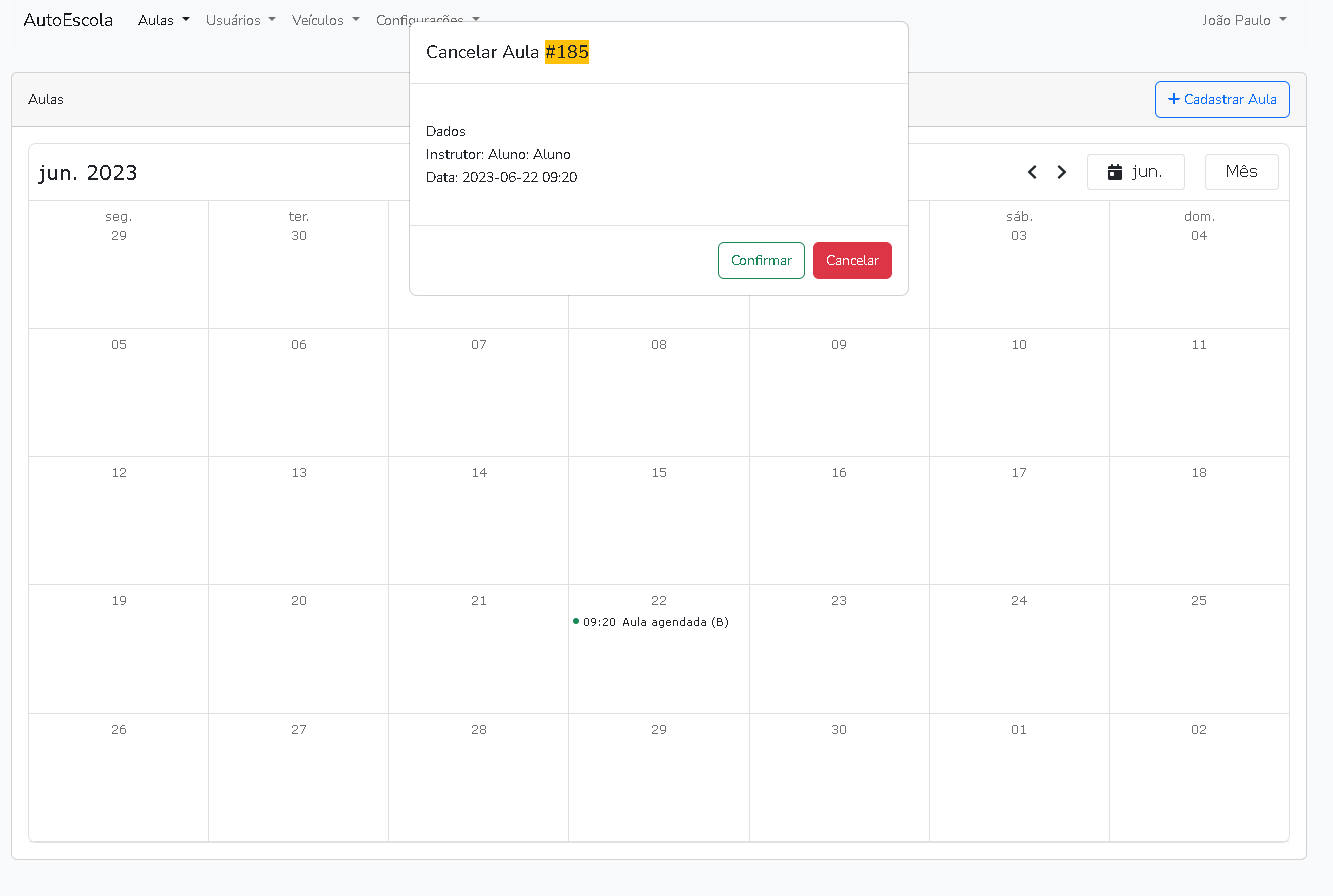 AutoEscola Aulas Usuários Veículos Configurações João Paulo
Cancelar Aula #185
Aulas
+ Cadastrar Aula
Dados
Instrutor: Aluno: Aluno
Data: 2023-06-22 09:20
Confirmar Cancelar
jun. 2023
jun. Mês
seg. ter. sáb. dom.
29 30 03 04
05 06 07 08 09 10 11
12 13 14 15 16 17 18
19 20 21 22 23 24 25
09:20 Aula agendada (B)
26 27 28 29 30 01 02